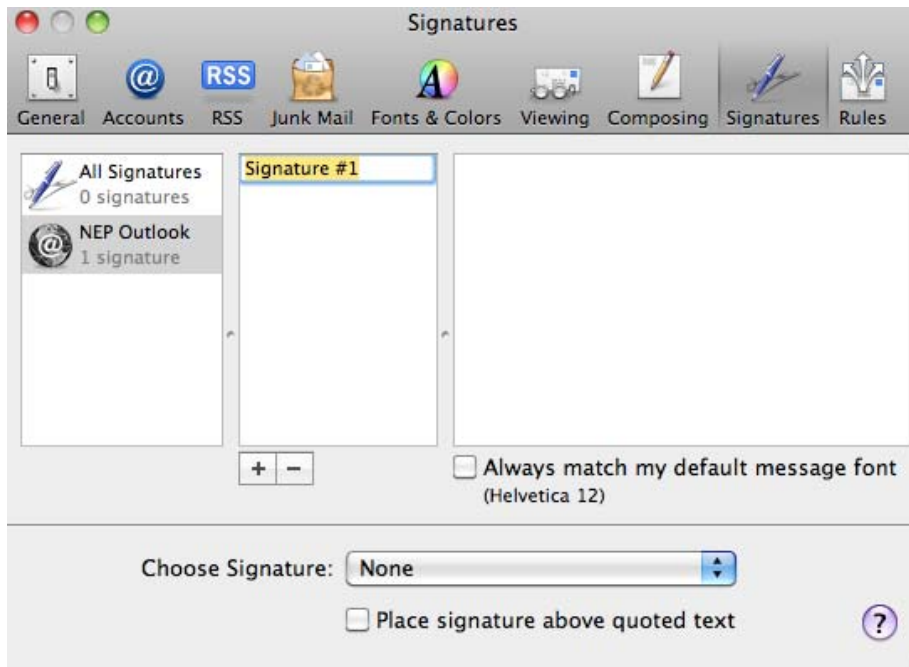 Signatures
General Accounts RSS Junk Mail Fonts & Colors Viewing Composing Signatures Rules
RSS
All Signatures
0 signatures
NEP Outlook
1 signature
Signature #1
+ −
Always match my default message font
(Helvetica 12)
Choose Signature: None
Place signature above quoted text
?